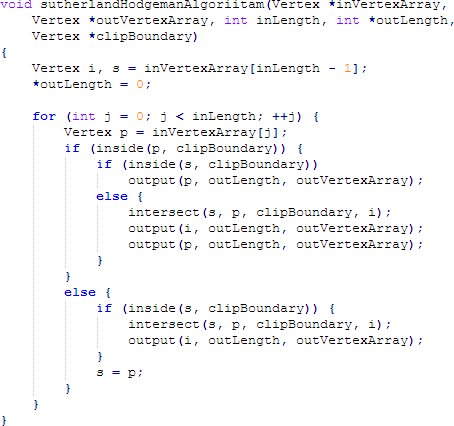 void sutherlandHodgemanAlgoriitam(Vertex *inVertexArray,
    Vertex *outVertexArray, int inLength, int *outLength,
    Vertex *clipBoundary)
{
    Vertex i, s = inVertexArray[inLength - 1];
    *outLength = 0;

    for (int j = 0; j < inLength; ++j) {
        Vertex p = inVertexArray[j];
        if (inside(p, clipBoundary)) {
            if (inside(s, clipBoundary))
                output(p, outLength, outVertexArray);
            else {
                intersect(s, p, clipBoundary, i);
                output(i, outLength, outVertexArray);
                output(p, outLength, outVertexArray);
            }
        }
        else {
            if (inside(s, clipBoundary)) {
                intersect(s, p, clipBoundary, i);
                output(i, outLength, outVertexArray);
            }
            s = p;
        }
    }
}